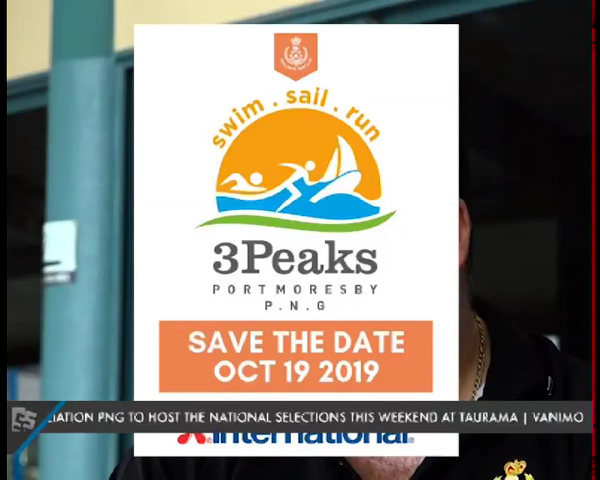 swim . sail . run
3Peaks
PORT MORESBY
P.N.G
SAVE THE DATE
OCT 19 2019
CIATION PNG TO HOST THE NATIONAL SELECTIONS THIS WEEKEND AT TAURAMA | VANIMO
International